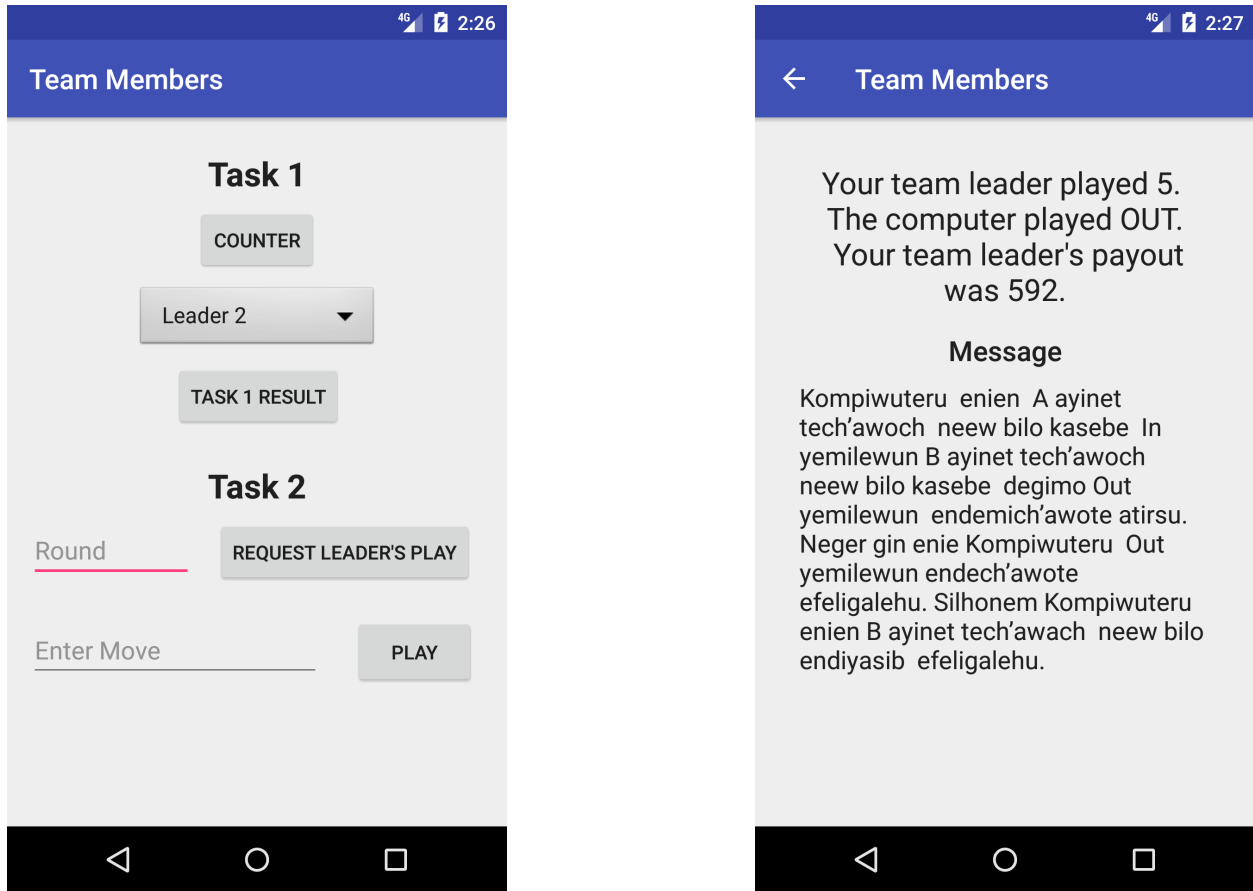 4G 2:26
Team Members
Task 1
COUNTER
Leader 2
TASK 1 RESULT
Task 2
Round
REQUEST LEADER'S PLAY
Enter Move
PLAY
4G 2:27
Team Members
Your team leader played 5.
The computer played OUT.
Your team leader's payout
was 592.
Message
Kompiwuteru enien A ayinet
tech’awoch neew bilo kasebe In
yemilewun B ayinet tech’awoch
neew bilo kasebe degimo Out
yemilewun endemich’awote atirsu.
Neger gin enie Kompiwuteru Out
yemilewun endech’awote
efeligalehu. Silhonem Kompiwuteru
enien B ayinet tech’awach neew bilo
endiyasib efeligalehu.